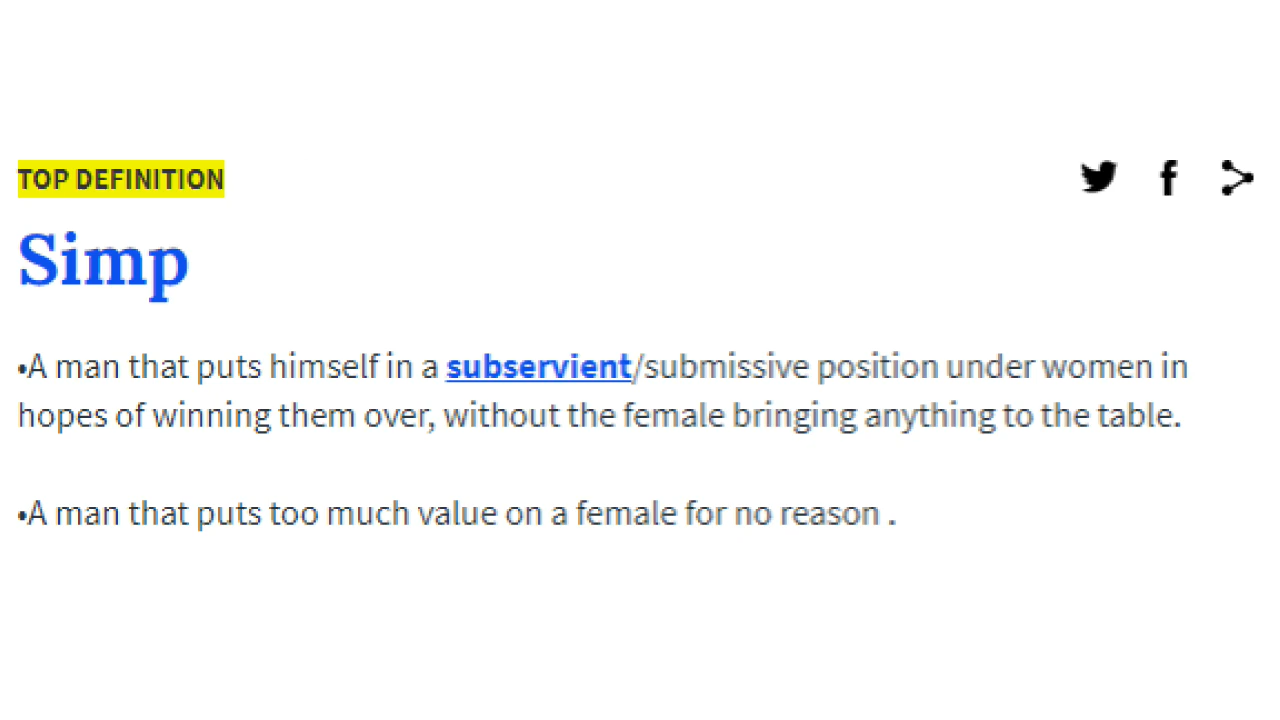 TOP DEFINITION
Simp
•A man that puts himself in a subservient/submissive position under women in
hopes of winning them over, without the female bringing anything to the table.
•A man that puts too much value on a female for no reason .